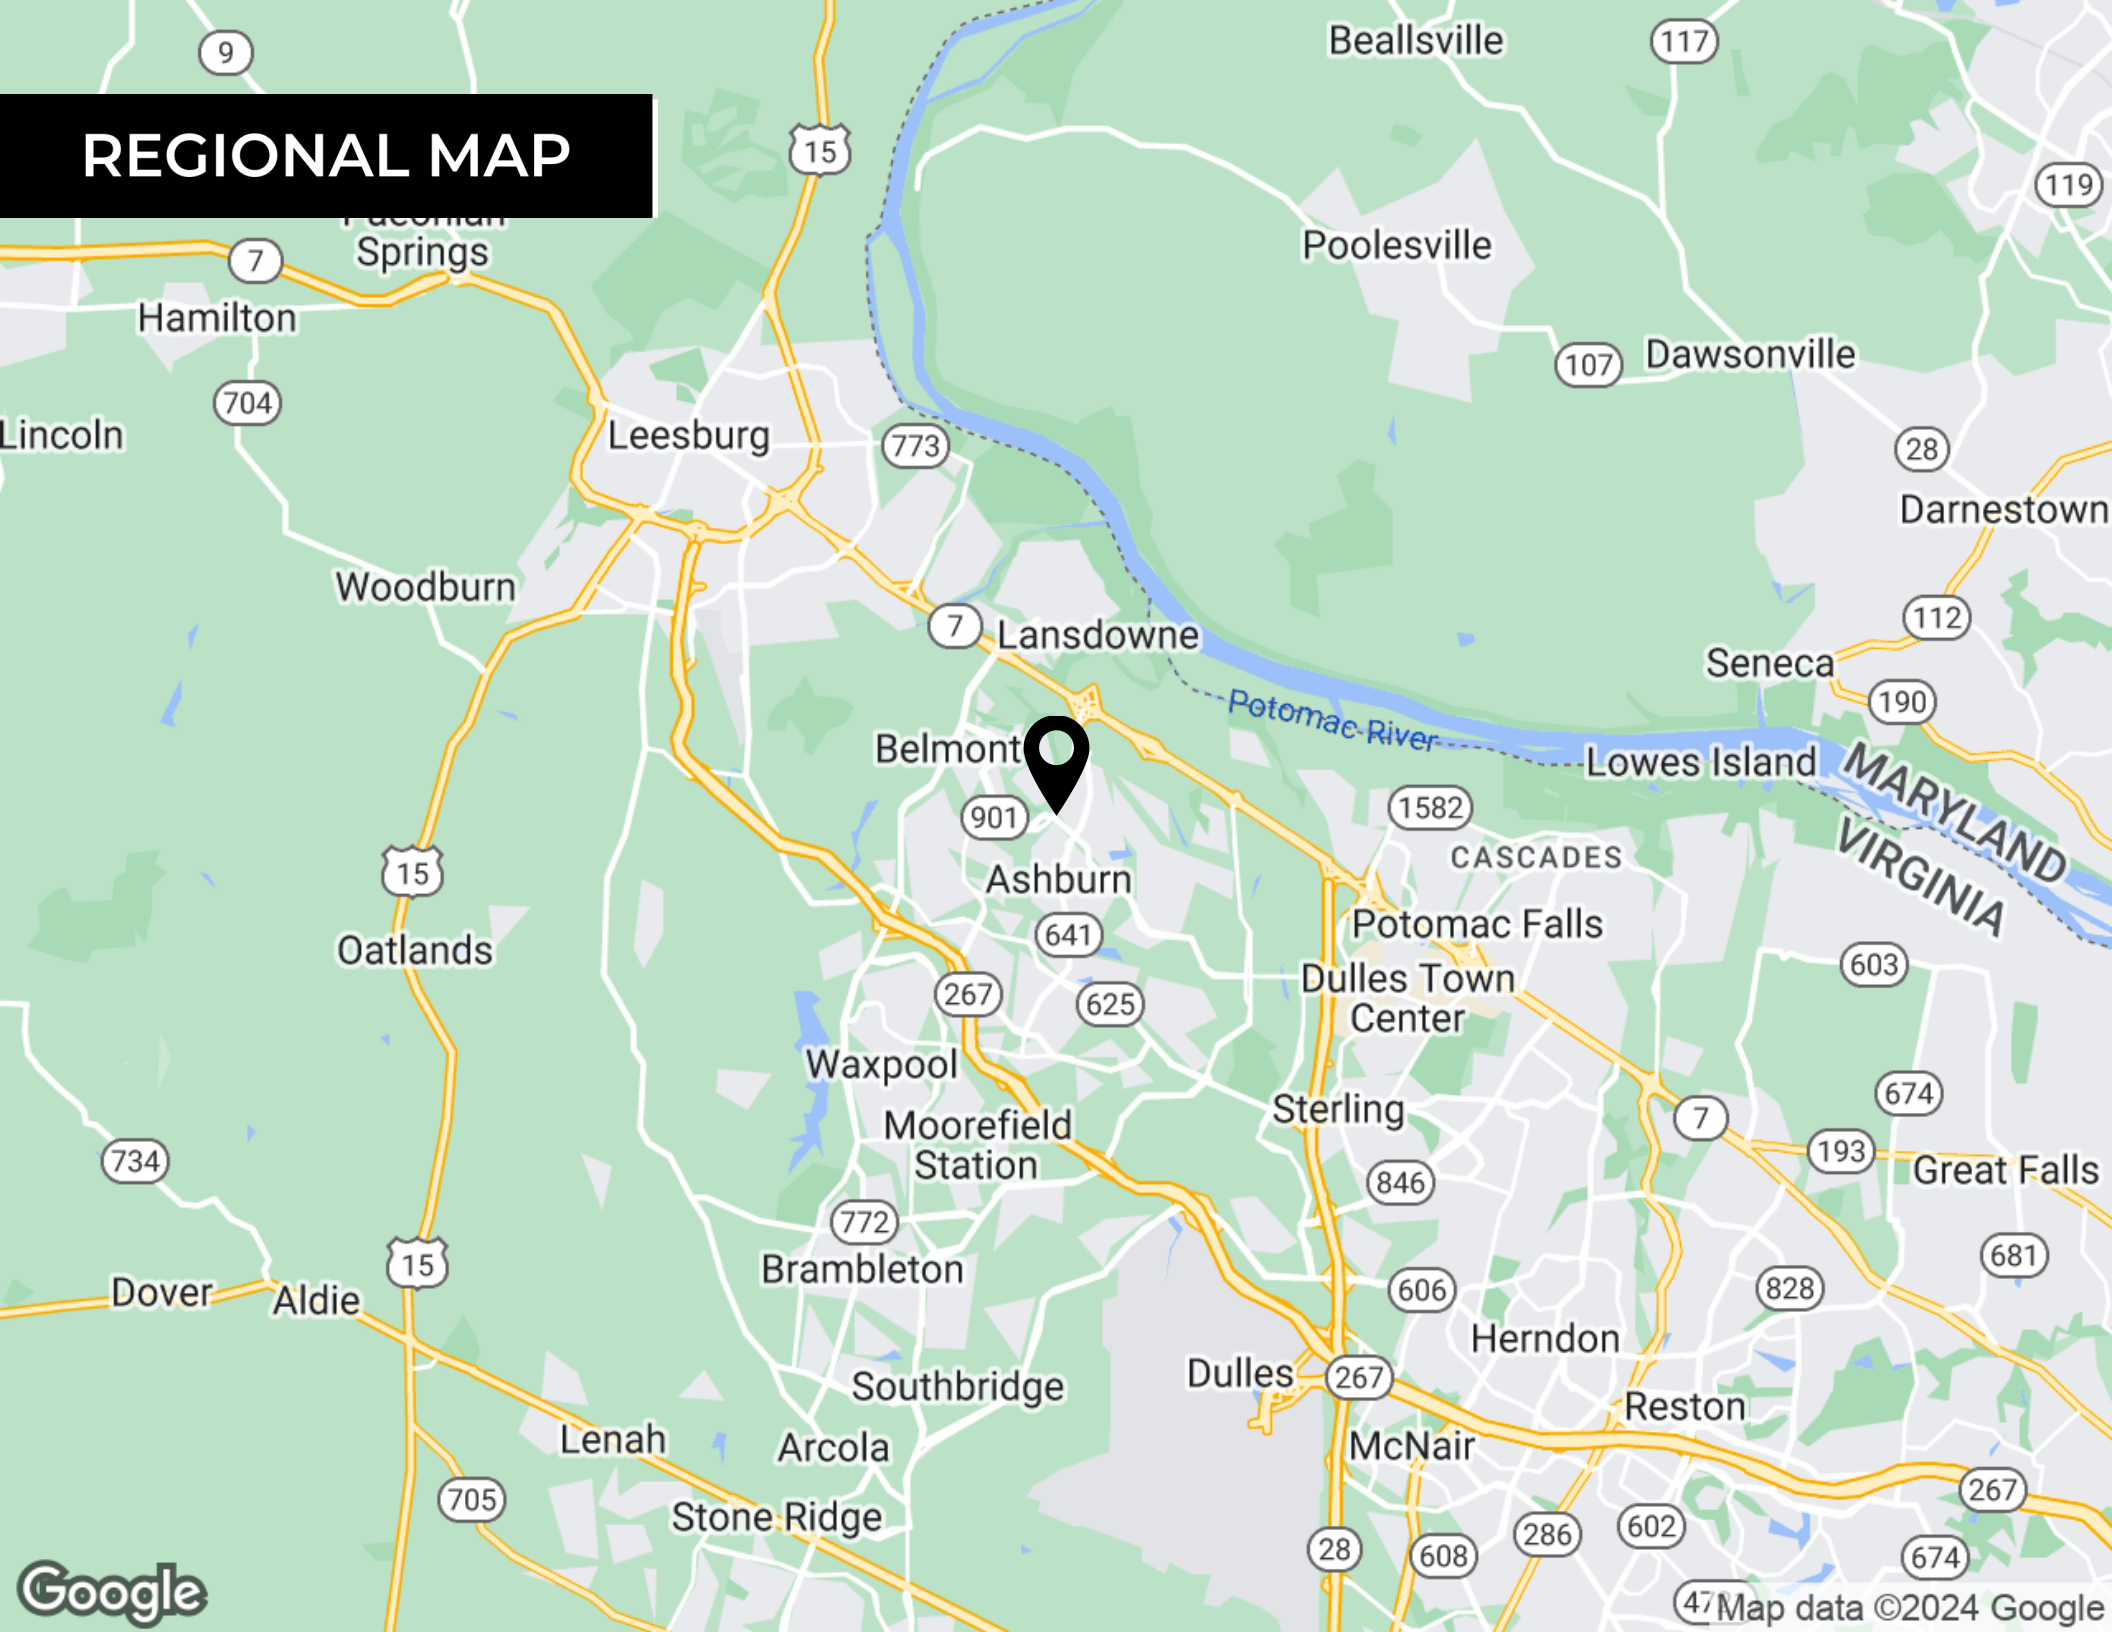 9
15
Beallsville
117
REGIONAL MAP
119
Springs
7
Poolesville
Hamilton
107
Dawsonville
704
Lincoln
Leesburg
773
28
Darnestown
Woodburn
7
Lansdowne
112
Seneca
190
Potomac River
Belmont
Lowes Island
MARYLAND
VIRGINIA
901
1582
CASCADES
15
Ashburn
Potomac Falls
641
Oatlands
603
Dulles Town
Center
267
625
Waxpool
674
Sterling
7
Moorefield
Station
193
Great Falls
734
846
772
15
Brambleton
681
Dover
Aldie
606
828
Herndon
Dulles
267
Southbridge
Reston
Lenah
Arcola
McNair
705
Stone Ridge
267
28
608
286
602
674
Google
Map data ©2024 Google